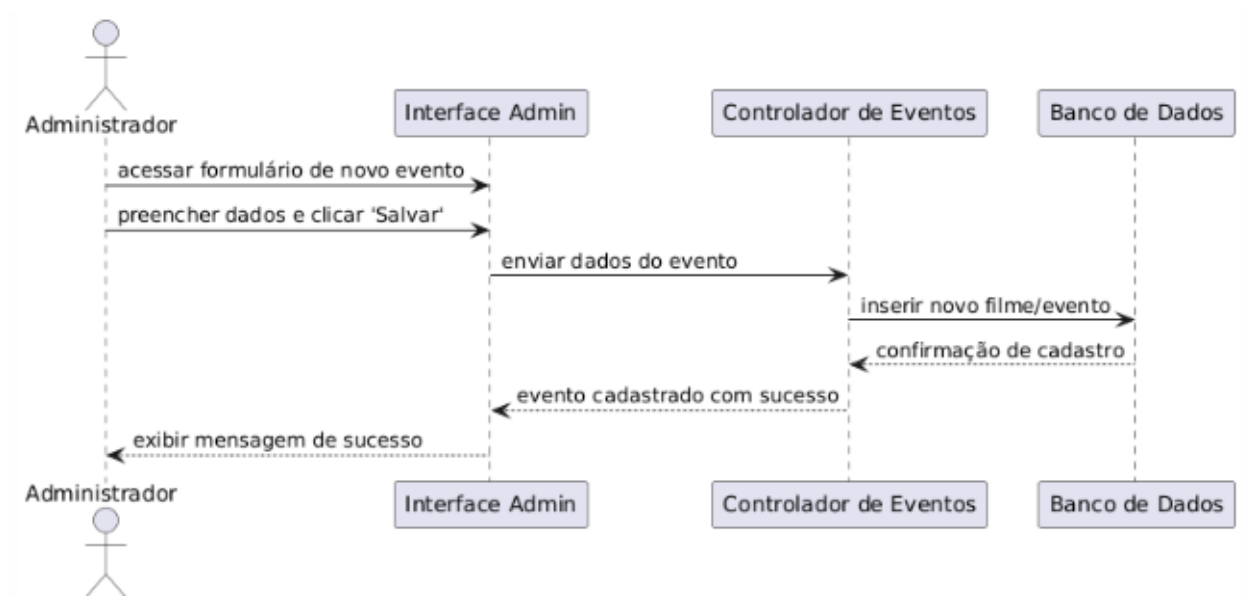 Administrador
Interface Admin
Controlador de Eventos
Banco de Dados
acessar formulário de novo evento
preencher dados e clicar 'Salvar'
enviar dados do evento
inserir novo filme/evento
confirmação de cadastro
evento cadastrado com sucesso
exibir mensagem de sucesso
Administrador
Interface Admin
Controlador de Eventos
Banco de Dados